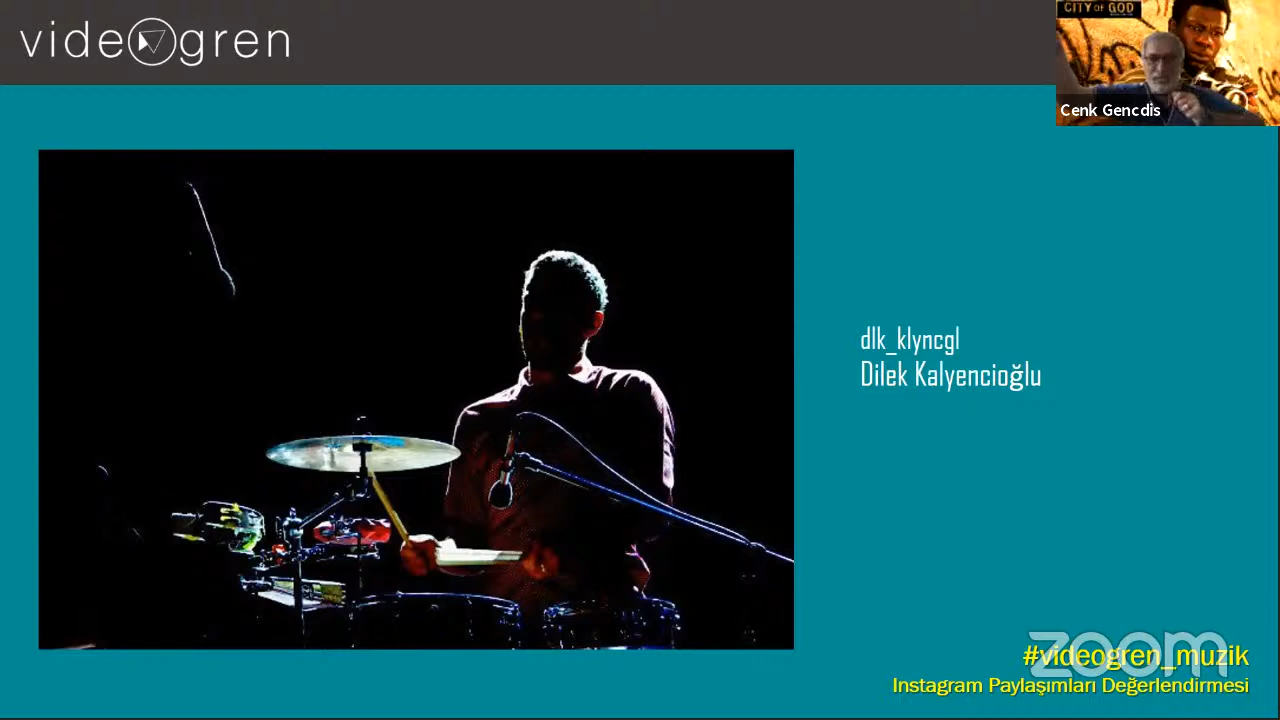 videogren
CITY OF GOD
Cenk Gencdis
dlk_klyncgl
Dilek Kalyencioğlu
zoom
#videogren_muzik
Instagram Paylaşımları Değerlendirmesi